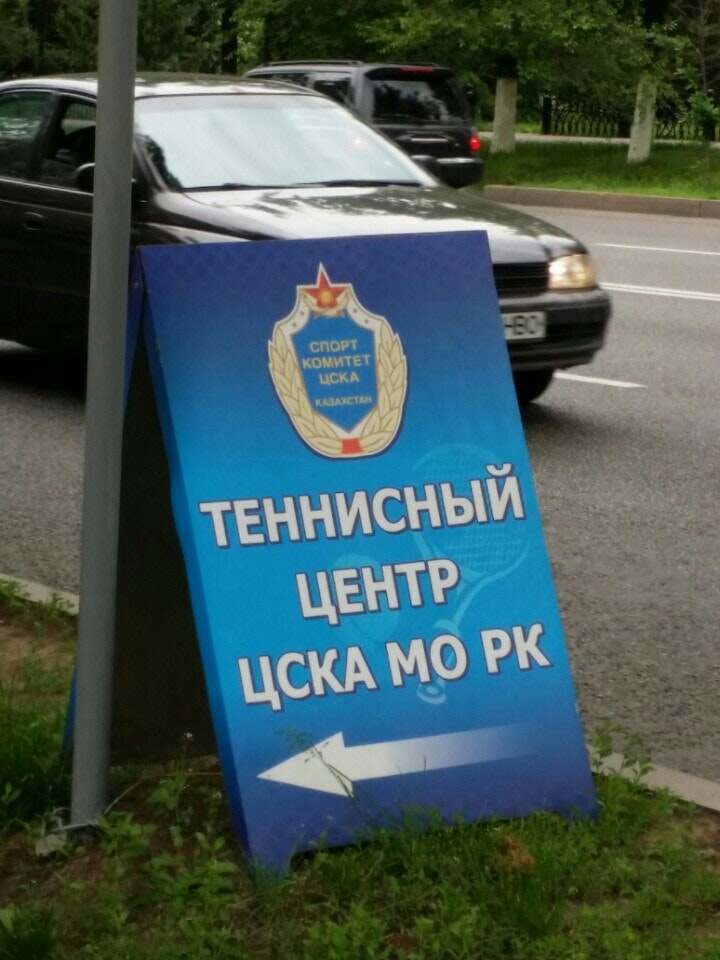 СПОРТ
КОМИТЕТ
ЦСКА
КАЗАХСТАН
ТЕННИСНЫЙ
ЦЕНТР
ЦСКА МО РК